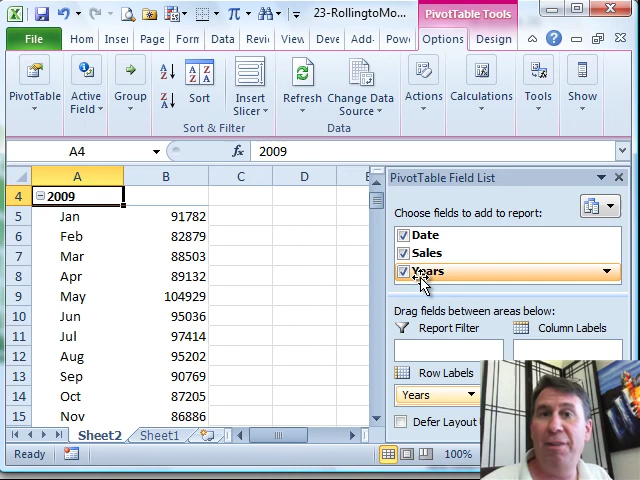 23-RollingtoMo...
PivotTable Tools
File
Hom
Inser
Page
Form
Data
Revie
View
Deve
Add-
Powe
Options
Design
PivotTable
Active
Field
Group
Sort
Insert
Slicer
Refresh
Change Data
Source
Actions
Calculations
Tools
Show
Sort & Filter
Data
A4
fx
2009
A
B
C
D
E
PivotTable Field List
4
2009
Choose fields to add to report:
5
Jan
91782
Date
6
Feb
82879
Sales
7
Mar
88503
Years
8
Apr
89132
9
May
104929
10
Jun
95036
Drag fields between areas below:
11
Jul
97414
Report Filter
Column Labels
12
Aug
95202
13
Sep
90769
Row Labels
14
Oct
87205
Years
15
Nov
86886
Defer Layout U
Sheet2
Sheet1
Ready
100%